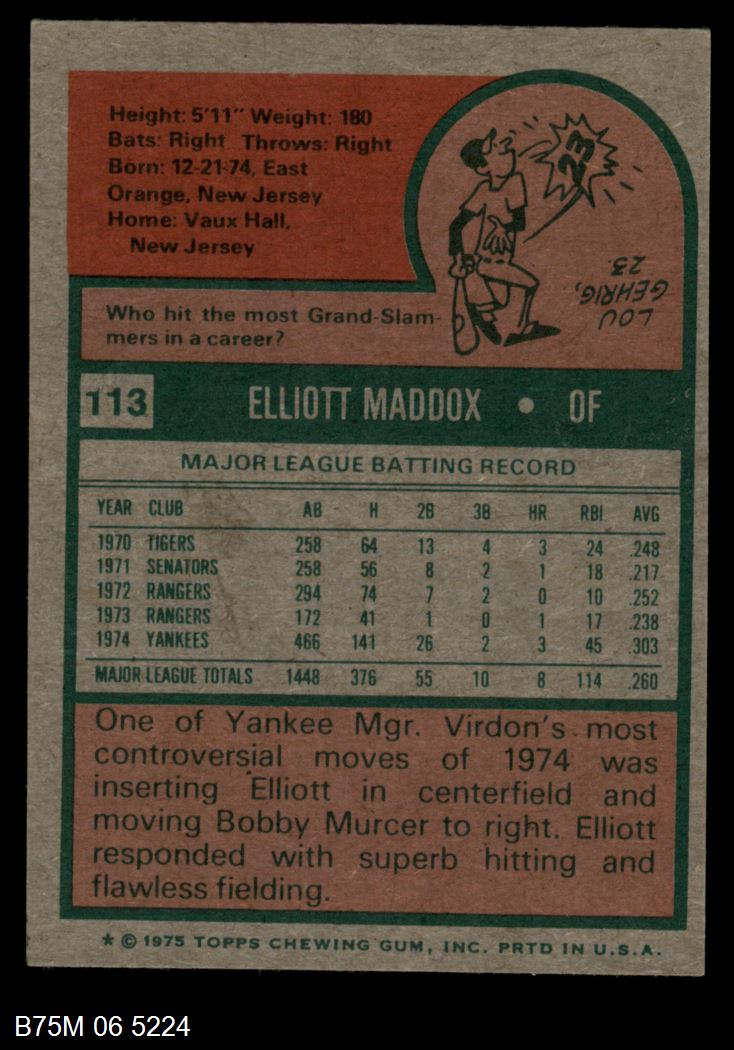 Height: 5'11" Weight: 180
Bats: Right Throws: Right
Born: 12-21-74, East
Orange, New Jersey
Home: Vaux Hall,
New Jersey
23
LOU
GEHRIG,
23.
Who hit the most Grand-Slam-
mers in a career?
113 ELLIOTT MADDOX • OF
MAJOR LEAGUE BATTING RECORD
YEAR CLUB AB H 2B 3B HR RBI AVG
1970 TIGERS 258 64 13 4 3 24 .248
1971 SENATORS 258 56 8 2 1 18 .217
1972 RANGERS 294 74 7 2 0 10 .252
1973 RANGERS 172 41 1 0 1 17 .238
1974 YANKEES 466 141 26 2 3 45 .303
MAJOR LEAGUE TOTALS 1448 376 55 10 8 114 .260
One of Yankee Mgr. Virdon's most
controversial moves of 1974 was
inserting Elliott in centerfield and
moving Bobby Murcer to right. Elliott
responded with superb hitting and
flawless fielding.
* © 1975 TOPPS CHEWING GUM, INC. PRTD IN U.S.A.
B75M 06 5224